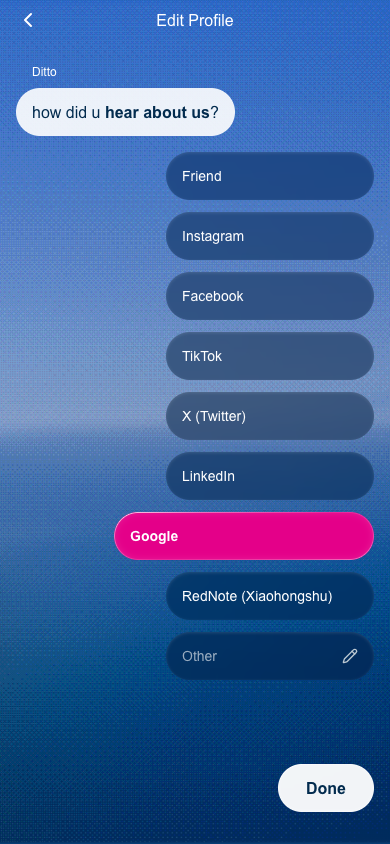 Edit Profile
Ditto
how did u hear about us?
Friend
Instagram
Facebook
TikTok
X (Twitter)
LinkedIn
Google
RedNote (Xiaohongshu)
Other
Done